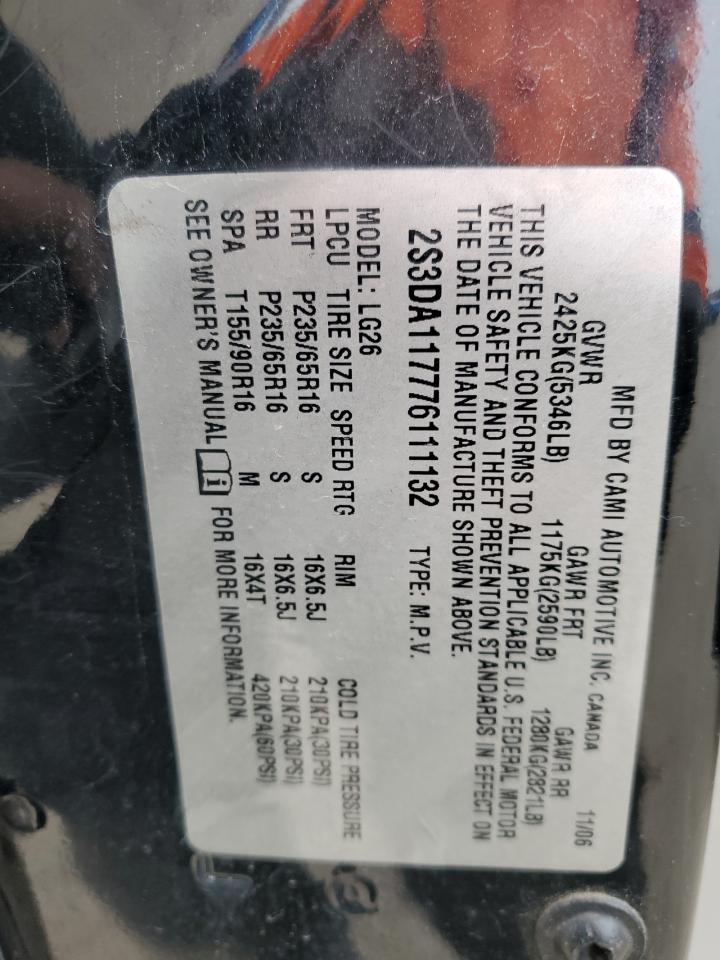 MFD BY CAMI AUTOMOTIVE INC. CANADA 11/06
GVWR GAWR FRT GAWR RR
2425KG(5346LB) 1175KG(2590LB) 1280KG(2821LB)
THIS VEHICLE CONFORMS TO ALL APPLICABLE U.S. FEDERAL MOTOR
VEHICLE SAFETY AND THEFT PREVENTION STANDARDS IN EFFECT ON
THE DATE OF MANUFACTURE SHOWN ABOVE.
2S3DA117776111132 TYPE: M.P.V.
MODEL: LG26
LPCU TIRE SIZE SPEED RTG RIM COLD TIRE PRESSURE
FRT P235/65R16 S 16X6.5J 210KPA(30PSI)
RR P235/65R16 S 16X6.5J 210KPA(30PSI)
SPA T155/90R16 M 16X4T 420KPA(60PSI)
SEE OWNER'S MANUAL i FOR MORE INFORMATION.